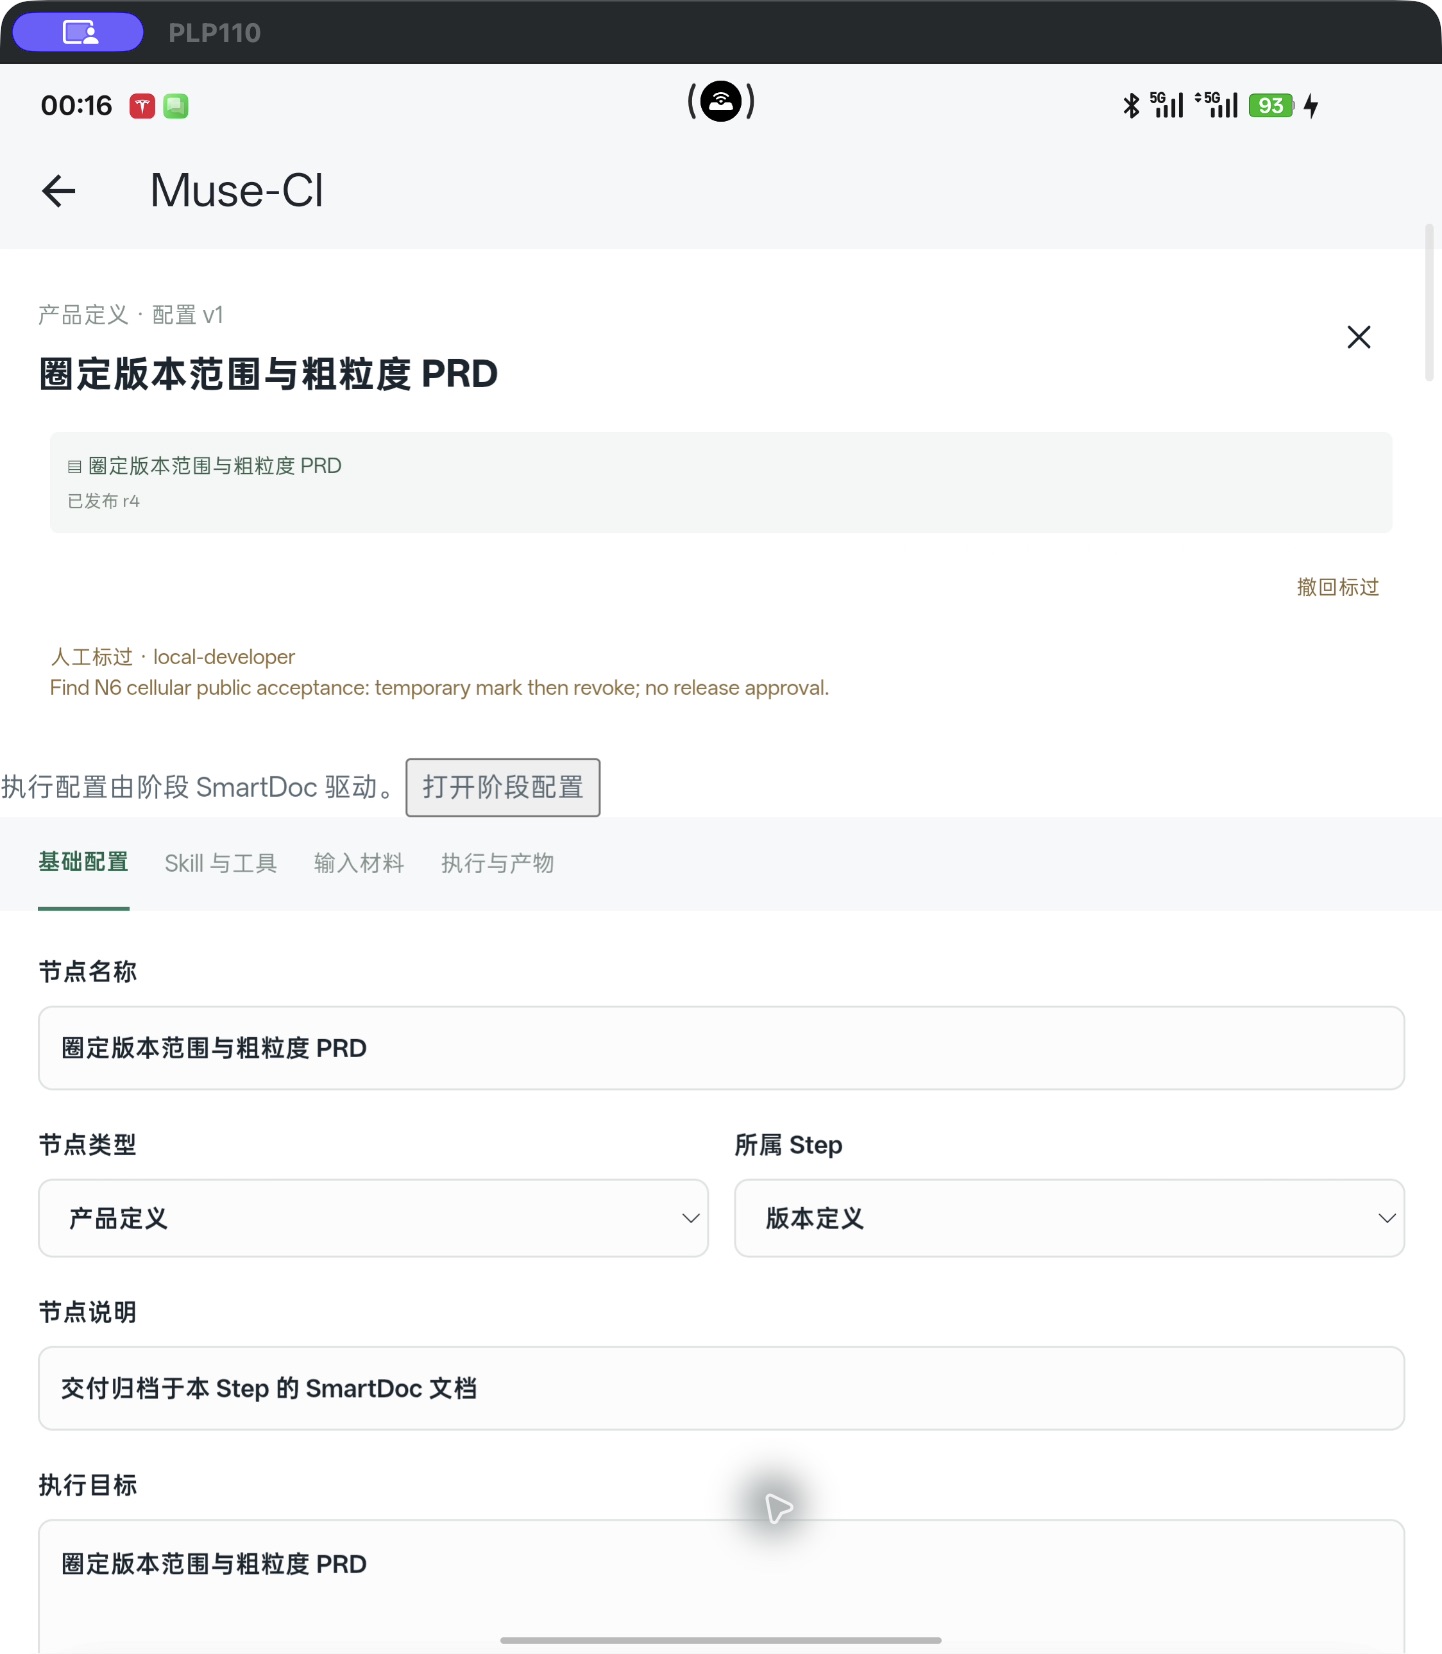 PLP110
00:16
5G 5G 93
Muse-CI
产品定义 · 配置 v1
圈定版本范围与粗粒度 PRD
圈定版本范围与粗粒度 PRD
已发布 r4
撤回标过
人工标过 · local-developer
Find N6 cellular public acceptance: temporary mark then revoke; no release approval.
执行配置由阶段 SmartDoc 驱动。 打开阶段配置
基础配置 Skill 与工具 输入材料 执行与产物
节点名称
圈定版本范围与粗粒度 PRD
节点类型 所属 Step
产品定义 版本定义
节点说明
交付归档于本 Step 的 SmartDoc 文档
执行目标
圈定版本范围与粗粒度 PRD